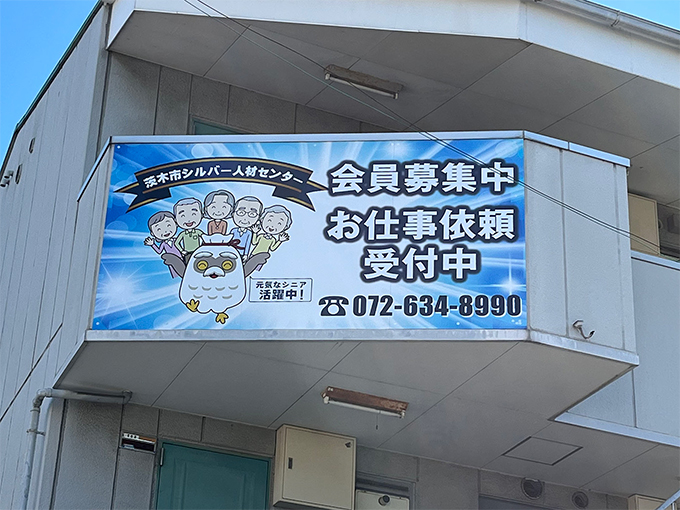 茨木市シルバー人材センター
会員募集中
お仕事依頼
受付中
元気なシニア
活躍中!
☎072-634-8990